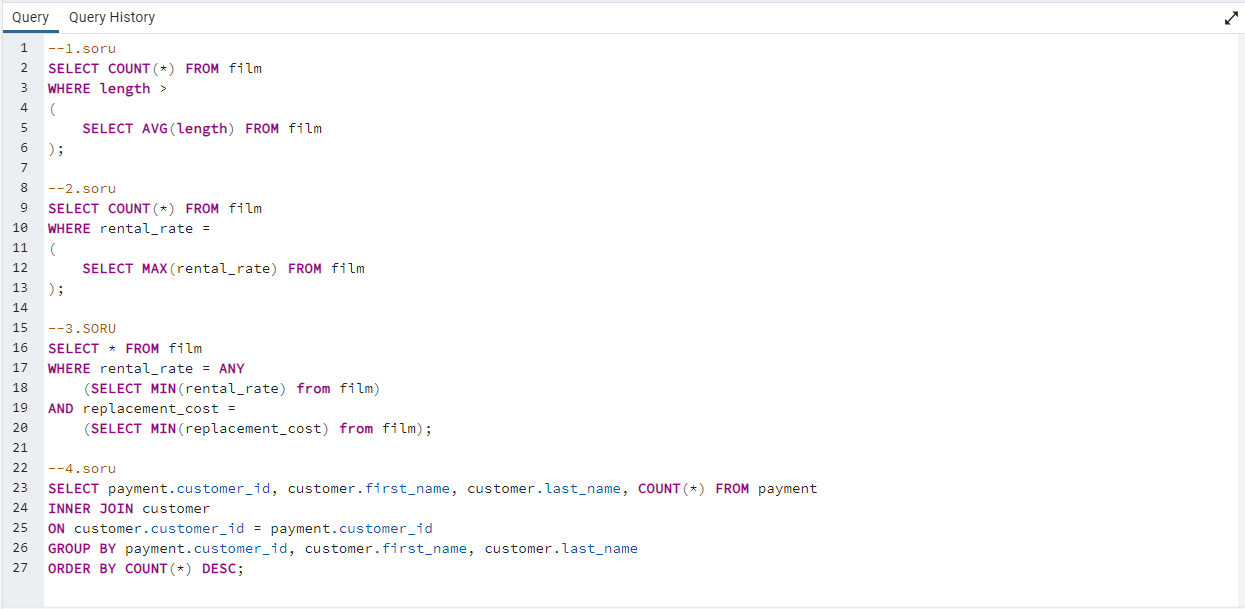 Query Query History
1 --1.soru
2 SELECT COUNT(*) FROM film
3 WHERE length >
4 (
5 SELECT AVG(length) FROM film
6 );
7
8 --2.soru
9 SELECT COUNT(*) FROM film
10 WHERE rental_rate =
11 (
12 SELECT MAX(rental_rate) FROM film
13 );
14
15 --3.SORU
16 SELECT * FROM film
17 WHERE rental_rate = ANY
18 (SELECT MIN(rental_rate) from film)
19 AND replacement_cost =
20 (SELECT MIN(replacement_cost) from film);
21
22 --4.soru
23 SELECT payment.customer_id, customer.first_name, customer.last_name, COUNT(*) FROM payment
24 INNER JOIN customer
25 ON customer.customer_id = payment.customer_id
26 GROUP BY payment.customer_id, customer.first_name, customer.last_name
27 ORDER BY COUNT(*) DESC;